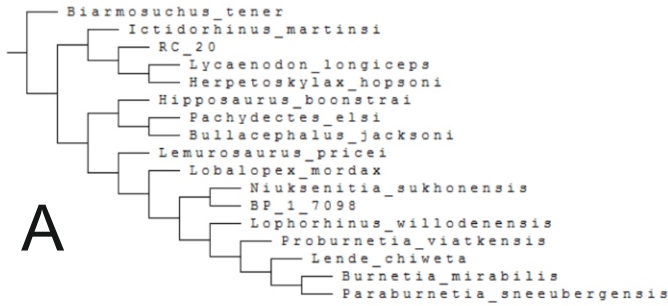 Biarmosuchus_tener
Ictidorhinus_martinsi
RC_20
Lycaenodon_longiceps
Herpetoskylax_hopsoni
Hipposaurus_boonstrai
Pachydectes_elsi
Bullacephalus_jacksoni
Lemurosaurus_pricei
Lobalopex_mordax
Niuksenitia_sukhonensis
BP_1_7098
Lophorhinus_willodenensis
Proburnetia_viatkensis
Lende_chiweta
Burnetia_mirabilis
Paraburnetia_sneeubergensis
A